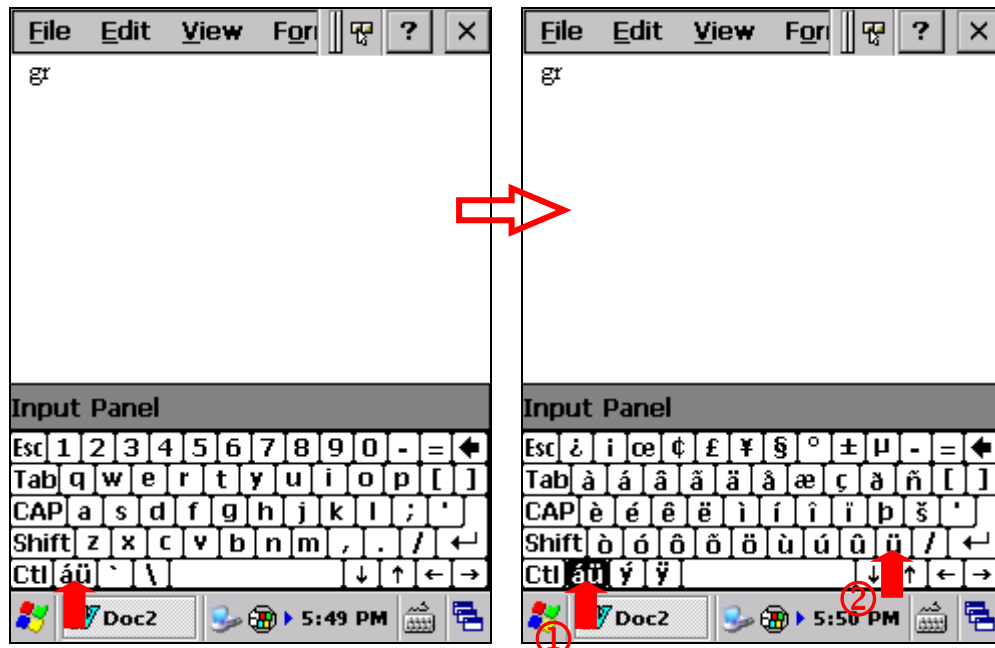 File Edit View For ? ×
gr
Input Panel
Esc 1 2 3 4 5 6 7 8 9 0 - =
Tab q w e r t y u i o p [ ]
CAP a s d f g h j k l ; '
Shift z x c v b n m , . /
Ctl áü ` \ ↓ ↑ ← →
Doc2 5:49 PM
File Edit View For ? ×
gr
Input Panel
Esc ¿ ¡ œ ¢ £ ¥ § ° ± µ - =
Tab à á â ã ä å æ ç ð ñ [ ]
CAP è é ê ë ì í î ï þ š '
Shift ò ó ô õ ö ù ú û ü /
Ctl áü ý ÿ ↓ ↑ ← →
Doc2 5:50 PM
① ②